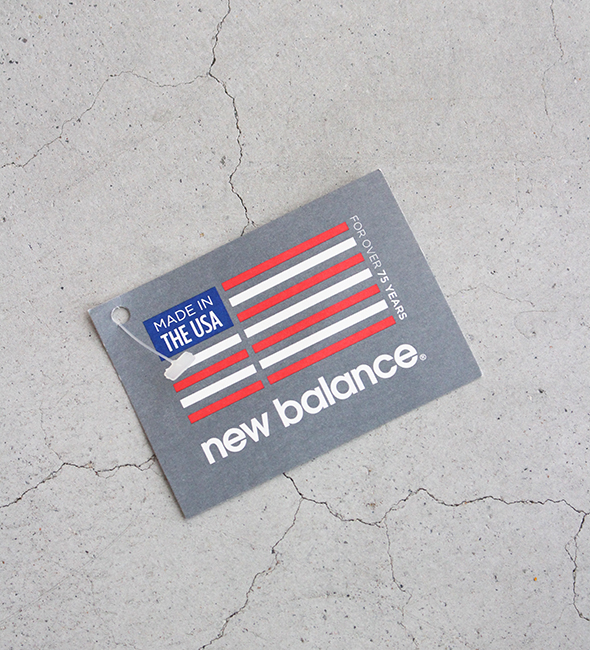 MADE IN
THE USA
FOR OVER 75 YEARS
new balance®